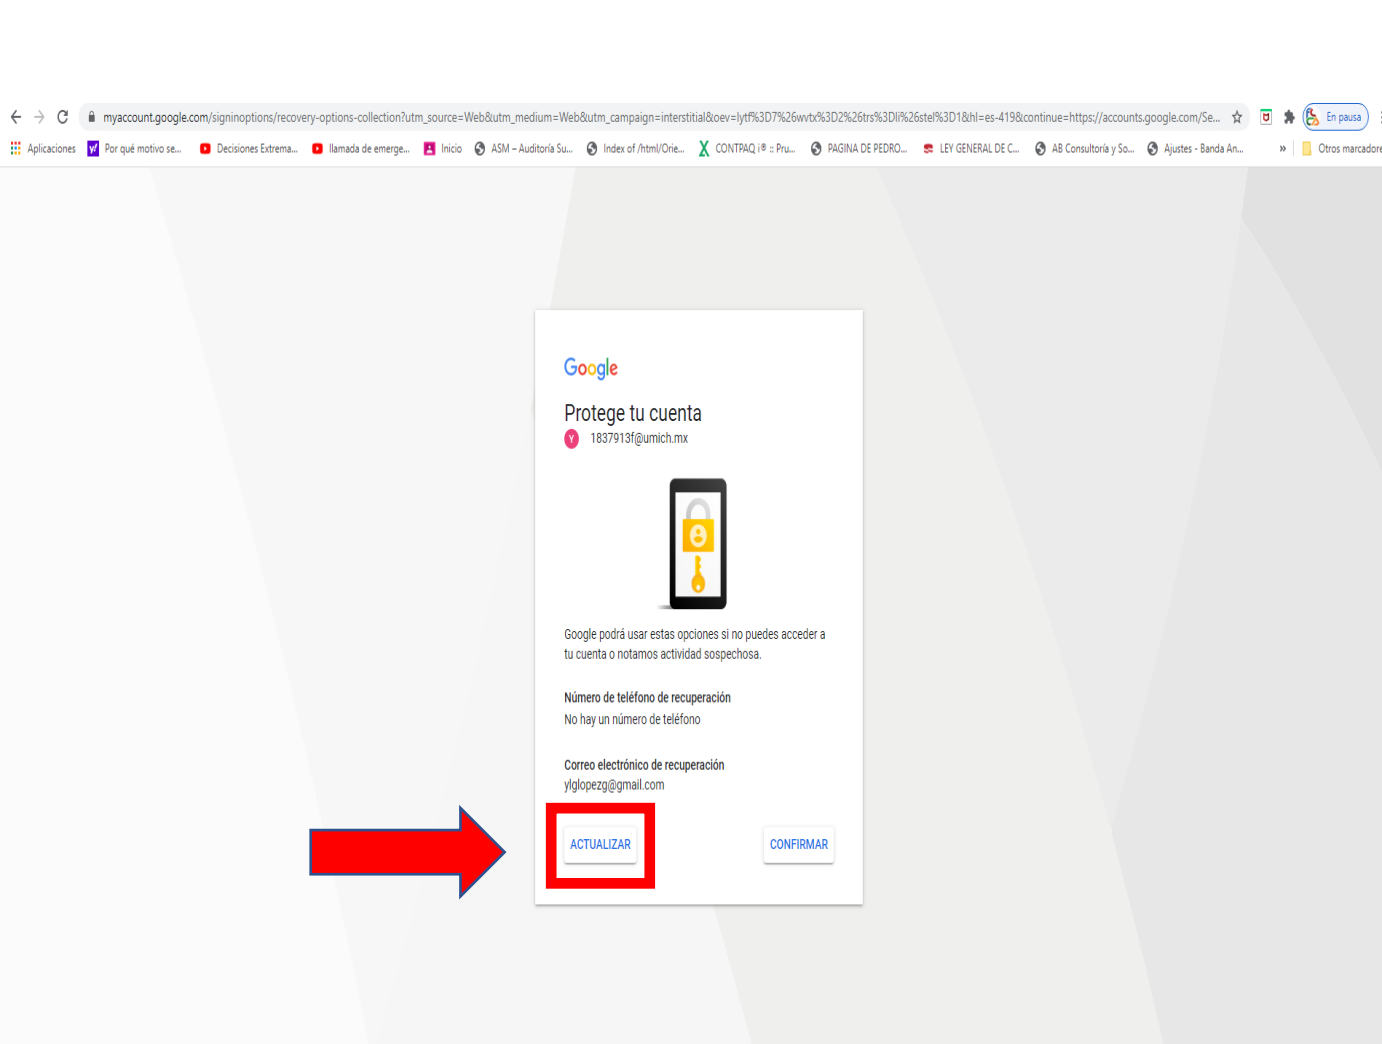 myaccount.google.com/signinoptions/recovery-options-collection?utm_source=Web&utm_medium=Web&utm_campaign=interstitial&oev=lytf%3D7%26wvtx%3D2%26trs%3Dli%26stel%3D1&hl=es-419&continue=https://accounts.google.com/Se... En pausa
Aplicaciones Por qué motivo se... Decisiones Extrema... llamada de emerge... Inicio ASM – Auditoría Su... Index of /html/Orie... CONTPAQ i® :: Pru... PAGINA DE PEDRO... LEY GENERAL DE C... AB Consultoría y So... Ajustes - Banda An... » Otros marcadore
Google
Protege tu cuenta
Y 1837913f@umich.mx
Google podrá usar estas opciones si no puedes acceder a
tu cuenta o notamos actividad sospechosa.
Número de teléfono de recuperación
No hay un número de teléfono
Correo electrónico de recuperación
ylglopezg@gmail.com
ACTUALIZAR CONFIRMAR